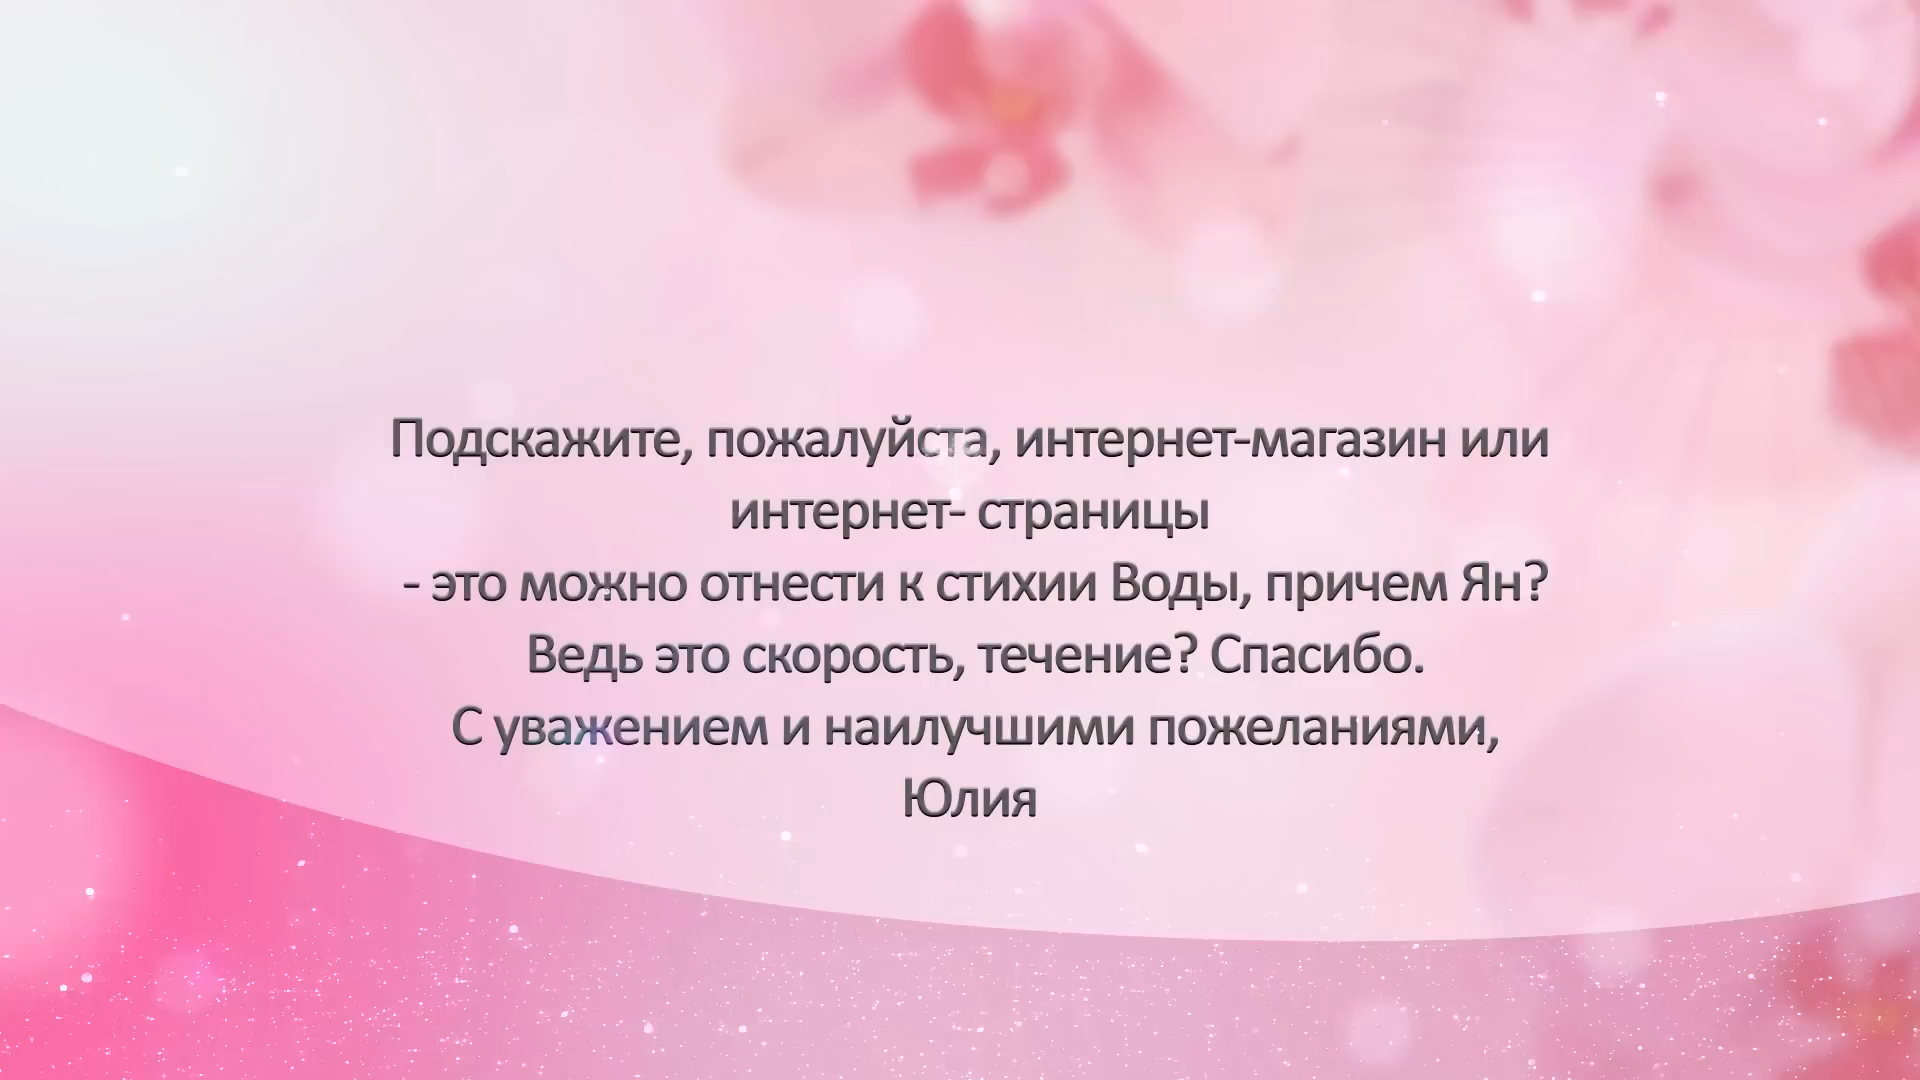 Подскажите, пожалуйста, интернет-магазин или
интернет- страницы
- это можно отнести к стихии Воды, причем Ян?
Ведь это скорость, течение? Спасибо.
С уважением и наилучшими пожеланиями,
Юлия